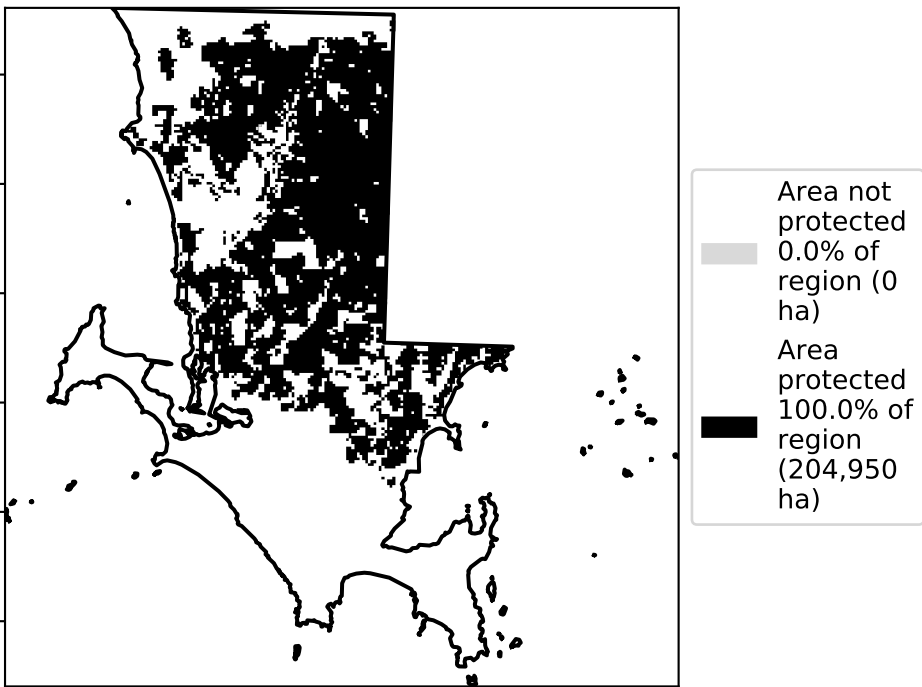 Area not
protected
0.0% of
region (0
ha)
Area
protected
100.0% of
region
(204,950
ha)